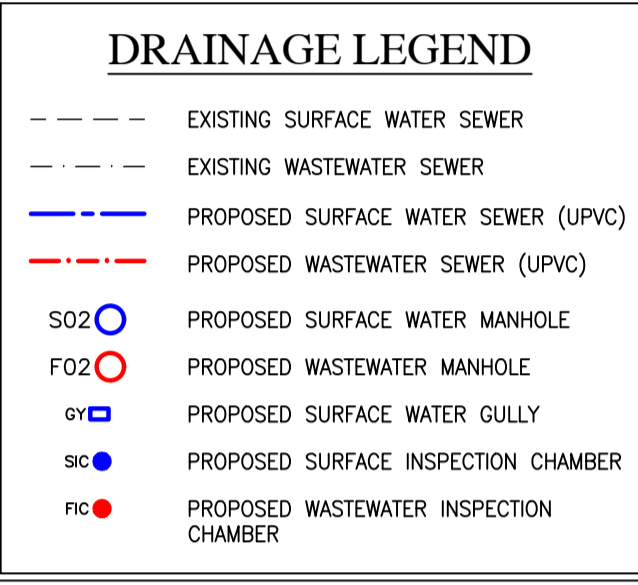 DRAINAGE LEGEND
EXISTING SURFACE WATER SEWER
EXISTING WASTEWATER SEWER
PROPOSED SURFACE WATER SEWER (UPVC)
PROPOSED WASTEWATER SEWER (UPVC)
S02 PROPOSED SURFACE WATER MANHOLE
F02 PROPOSED WASTEWATER MANHOLE
GY PROPOSED SURFACE WATER GULLY
SIC PROPOSED SURFACE INSPECTION CHAMBER
FIC PROPOSED WASTEWATER INSPECTION
CHAMBER